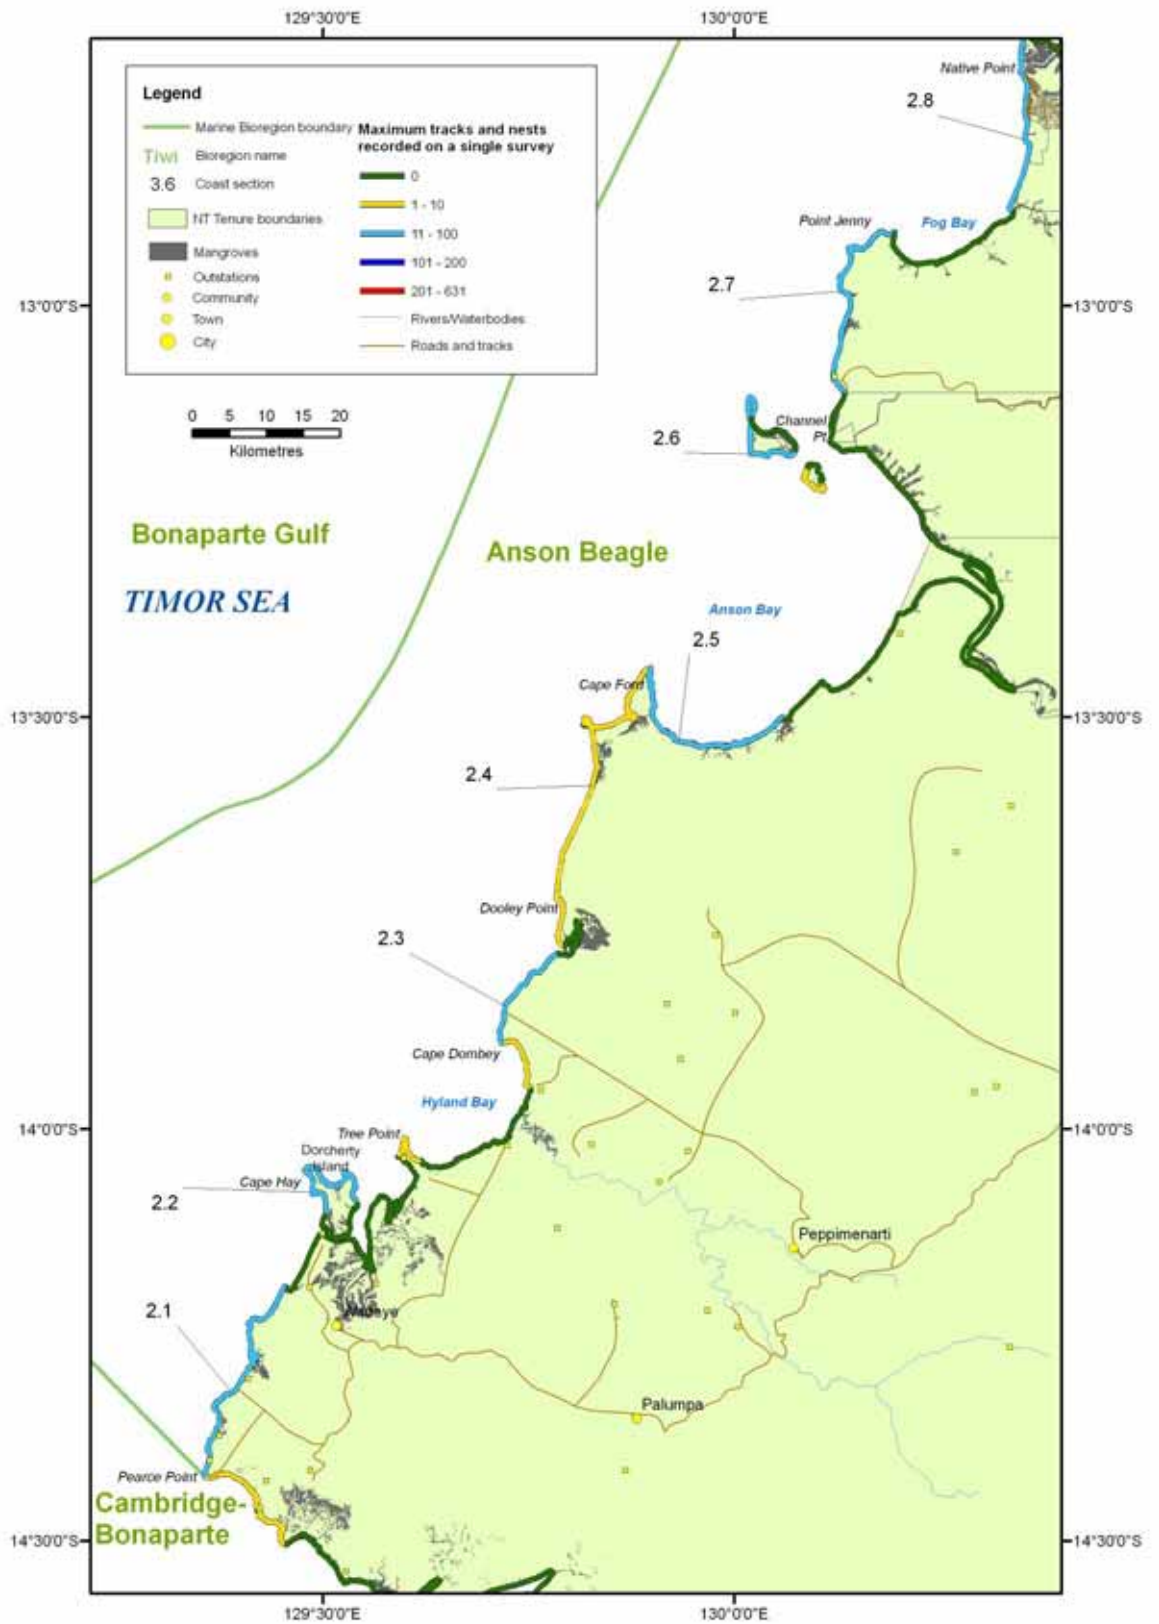 129°30'0"E
130°0'0"E
Native Point
2.8
Legend
Marine Bioregion boundary
Tiwi Bioregion name
3.6 Coast section
NT Tenure boundaries
Mangroves
Outstations
Community
Town
City
Maximum tracks and nests
recorded on a single survey
0
1 - 10
11 - 100
101 - 200
201 - 631
Rivers/Waterbodies
Roads and tracks
Point Jenny
Fog Bay
2.7
13°0'0"S
13°0'0"S
0 5 10 15 20
Kilometres
Channel
Pt
2.6
Bonaparte Gulf
Anson Beagle
TIMOR SEA
Anson Bay
2.5
Cape Ford
13°30'0"S
13°30'0"S
2.4
Dooley Point
2.3
Cape Dombey
Hyland Bay
14°0'0"S
14°0'0"S
Tree Point
Dorcherty
Island
Cape Hay
2.2
Peppimenarti
2.1
Palumpa
Pearce Point
Cambridge-
Bonaparte
14°30'0"S
14°30'0"S
129°30'0"E
130°0'0"E